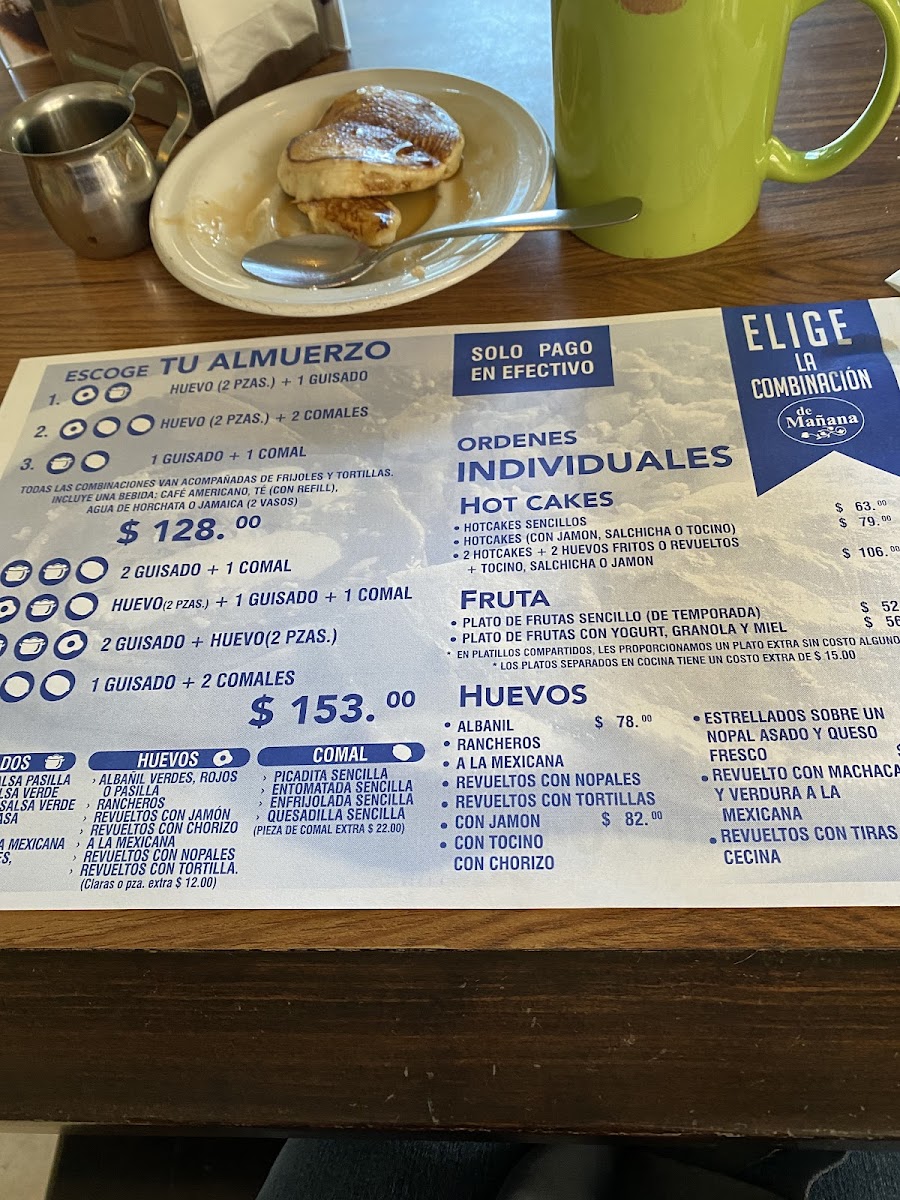 ESCOGE TU ALMUERZO
1. HUEVO (2 PZAS.) + 1 GUISADO
2. HUEVO (2 PZAS.) + 2 COMALES
3. 1 GUISADO + 1 COMAL
TODAS LAS COMBINACIONES VAN ACOMPAÑADAS DE FRIJOLES Y TORTILLAS.
INCLUYE UNA BEBIDA; CAFÉ AMERICANO, TÉ (CON REFILL),
AGUA DE HORCHATA O JAMAICA (2 VASOS)
$ 128.00
2 GUISADO + 1 COMAL
HUEVO (2 PZAS.) + 1 GUISADO + 1 COMAL
2 GUISADO + HUEVO(2 PZAS.)
1 GUISADO + 2 COMALES
$ 153.00
DOS
ALSA PASILLA
LSA VERDE
SALSA VERDE
ASA
A MEXICANA
ES,
HUEVOS
› ALBAÑIL VERDES, ROJOS
O PASILLA
› RANCHEROS
› REVUELTOS CON JAMÓN
› REVUELTOS CON CHORIZO
› A LA MEXICANA
› REVUELTOS CON NOPALES
› REVUELTOS CON TORTILLA.
(Claras o pza. extra $ 12.00)
COMAL
› PICADITA SENCILLA
› ENTOMATADA SENCILLA
› ENFRIJOLADA SENCILLA
› QUESADILLA SENCILLA
(PIEZA DE COMAL EXTRA $ 22.00)
SOLO PAGO
EN EFECTIVO
ELIGE
LA
COMBINACIÓN
de
Mañana
ORDENES
INDIVIDUALES
HOT CAKES
• HOTCAKES SENCILLOS $ 63.00
• HOTCAKES (CON JAMON, SALCHICHA O TOCINO) $ 79.00
• 2 HOTCAKES + 2 HUEVOS FRITOS O REVUELTOS $ 106.00
+ TOCINO, SALCHICHA O JAMON
FRUTA
• PLATO DE FRUTAS SENCILLO (DE TEMPORADA) $ 52
• PLATO DE FRUTAS CON YOGURT, GRANOLA Y MIEL $ 56
* EN PLATILLOS COMPARTIDOS, LES PROPORCIONAMOS UN PLATO EXTRA SIN COSTO ALGUNO
* LOS PLATOS SEPARADOS EN COCINA TIENE UN COSTO EXTRA DE $ 15.00
HUEVOS
• ALBANIL $ 78.00
• RANCHEROS
• A LA MEXICANA
• REVUELTOS CON NOPALES
• REVUELTOS CON TORTILLAS
• CON JAMON $ 82.00
• CON TOCINO
CON CHORIZO
• ESTRELLADOS SOBRE UN
NOPAL ASADO Y QUESO
FRESCO $
• REVUELTO CON MACHACA
Y VERDURA A LA
MEXICANA
• REVUELTOS CON TIRAS
CECINA